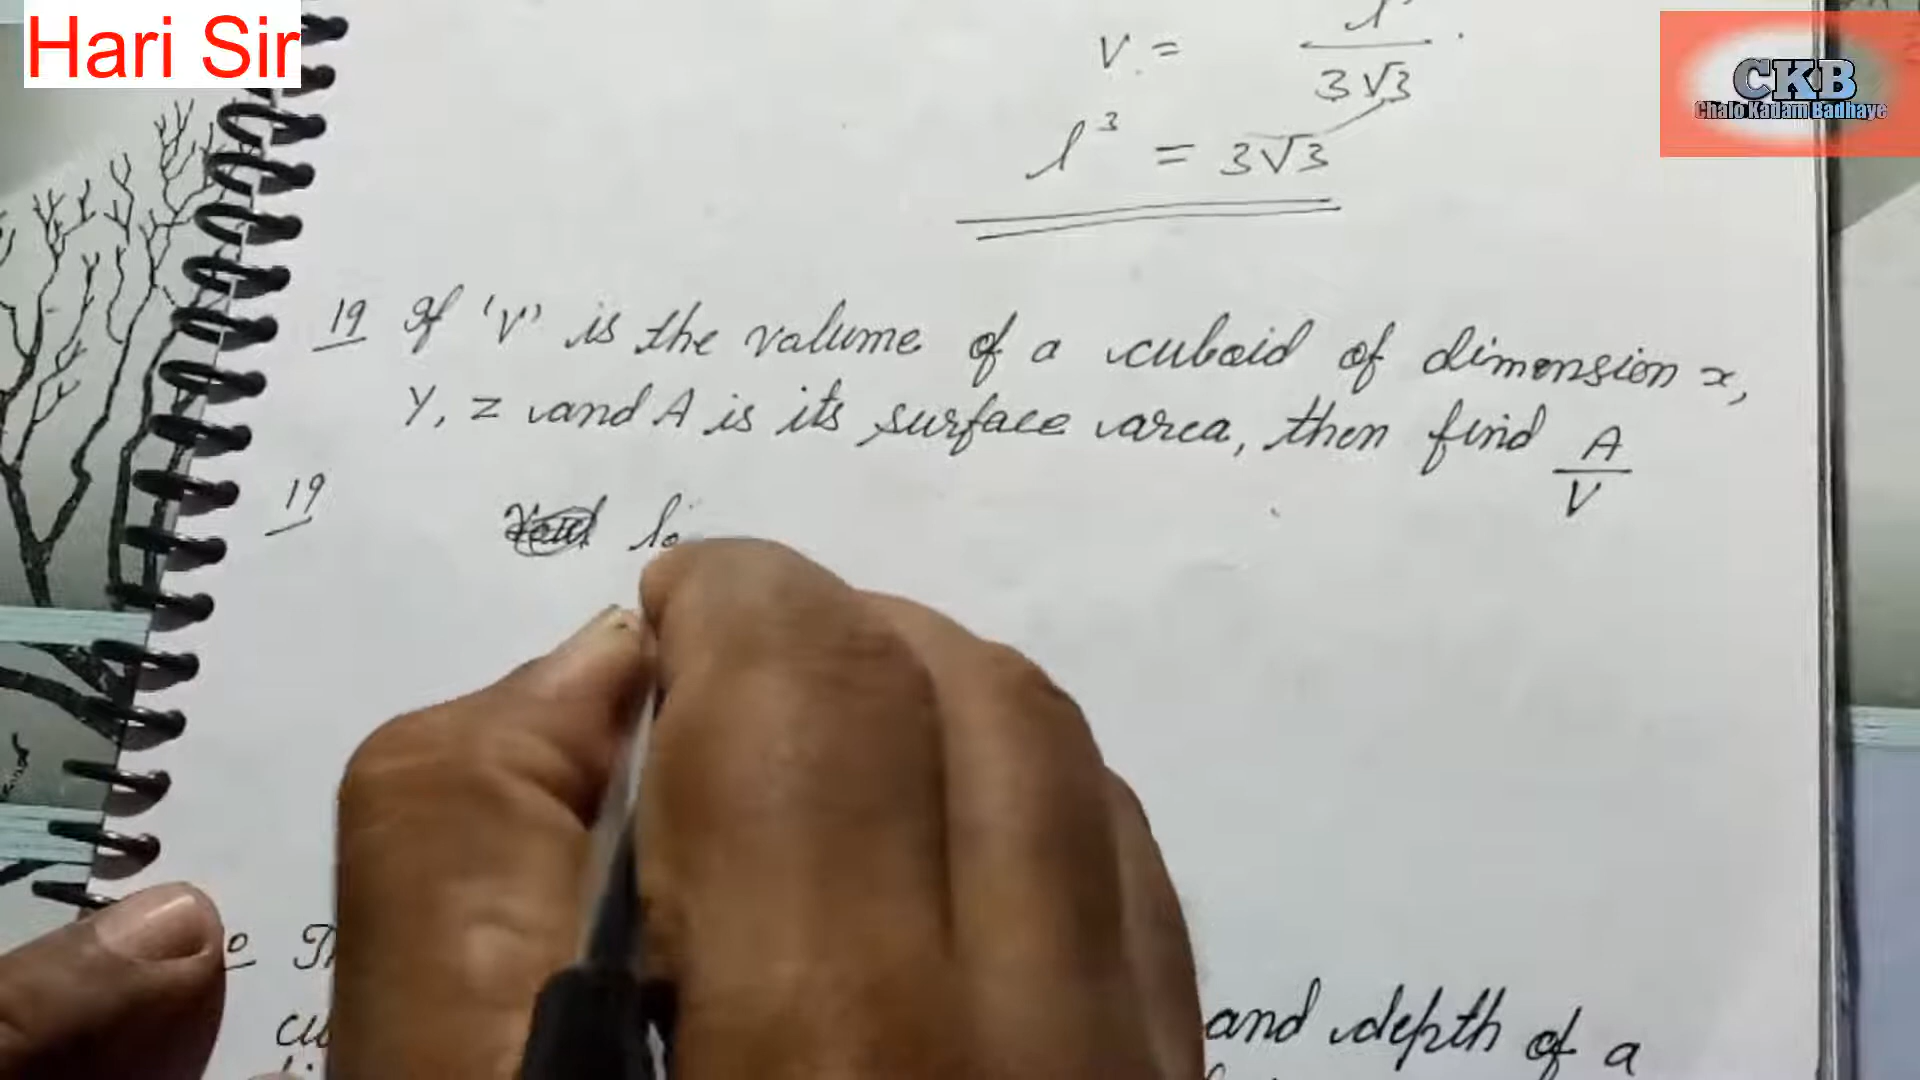 Hari Sir
CKB
Chalo Kadam Badhaye
V =
3√3
l³ = 3√3
19 If 'V' is the valume of a cuboid of dimension x,
Y, z and A is its surface area, then find A/V
19
and depth of a